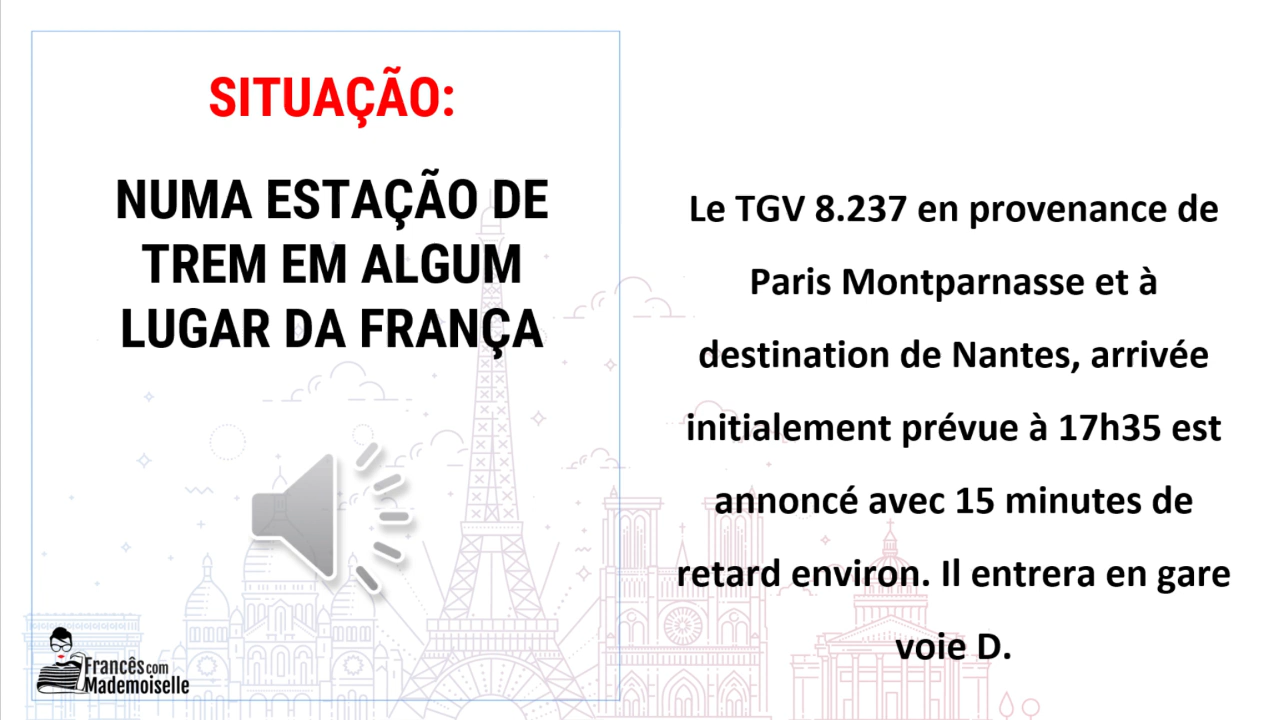 SITUAÇÃO:
NUMA ESTAÇÃO DE
TREM EM ALGUM
LUGAR DA FRANÇA
Le TGV 8.237 en provenance de
Paris Montparnasse et à
destination de Nantes, arrivée
initialement prévue à 17h35 est
annoncé avec 15 minutes de
retard environ. Il entrera en gare
voie D.
Francês com
Mademoiselle